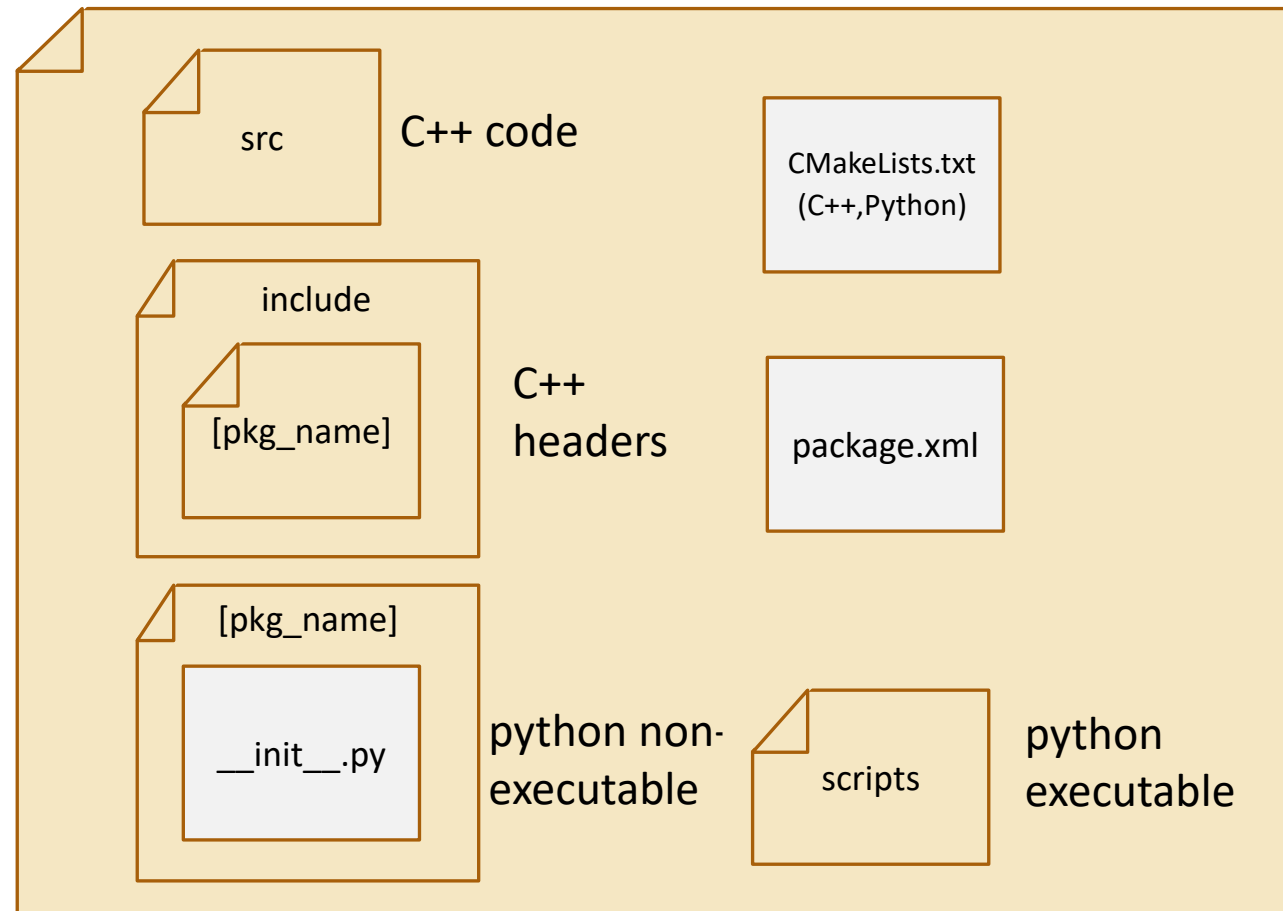 src
C++ code
CMakeLists.txt
(C++,Python)
include
[pkg_name]
C++
headers
package.xml
[pkg_name]
__init__.py
python non-
executable
scripts
python
executable